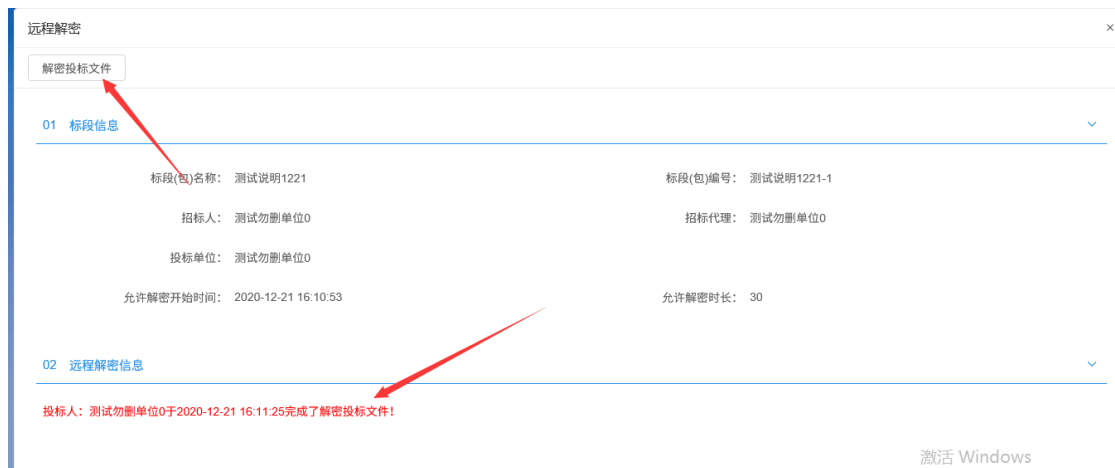 远程解密
×
解密投标文件
01 标段信息
标段(包)名称： 测试说明1221 标段(包)编号： 测试说明1221-1
招标人： 测试勿删单位0 招标代理： 测试勿删单位0
投标单位： 测试勿删单位0
允许解密开始时间： 2020-12-21 16:10:53 允许解密时长： 30
02 远程解密信息
投标人：测试勿删单位0于2020-12-21 16:11:25完成了解密投标文件!
激活 Windows